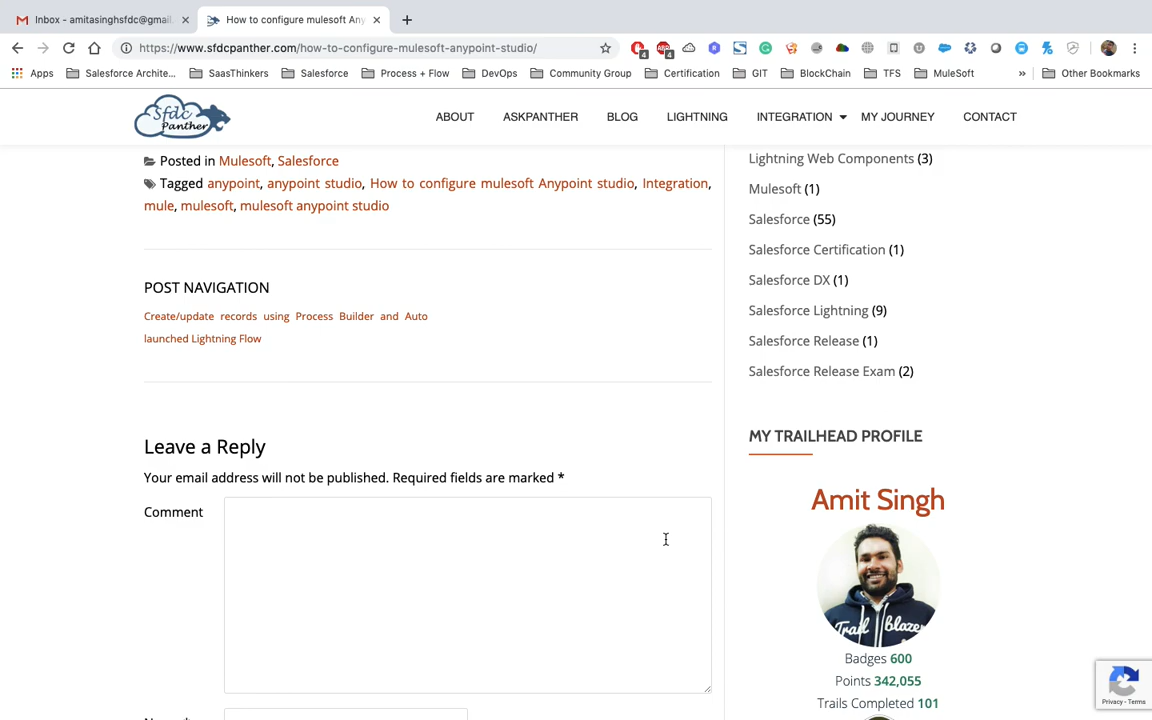 Inbox - amitasinghsfdc@gmail.
How to configure mulesoft Any
https://www.sfdcpanther.com/how-to-configure-mulesoft-anypoint-studio/
Apps
Salesforce Archite...
SaasThinkers
Salesforce
Process + Flow
DevOps
Community Group
Certification
GIT
BlockChain
TFS
MuleSoft
»
Other Bookmarks
Sfdc
Panther
ABOUT
ASKPANTHER
BLOG
LIGHTNING
INTEGRATION
MY JOURNEY
CONTACT
Posted in Mulesoft, Salesforce
Tagged anypoint, anypoint studio, How to configure mulesoft Anypoint studio, Integration,
mule, mulesoft, mulesoft anypoint studio
POST NAVIGATION
Create/update records using Process Builder and Auto
launched Lightning Flow
Leave a Reply
Your email address will not be published. Required fields are marked *
Comment
Lightning Web Components (3)
Mulesoft (1)
Salesforce (55)
Salesforce Certification (1)
Salesforce DX (1)
Salesforce Lightning (9)
Salesforce Release (1)
Salesforce Release Exam (2)
MY TRAILHEAD PROFILE
Amit Singh
Badges 600
Points 342,055
Trails Completed 101
Privacy - Terms